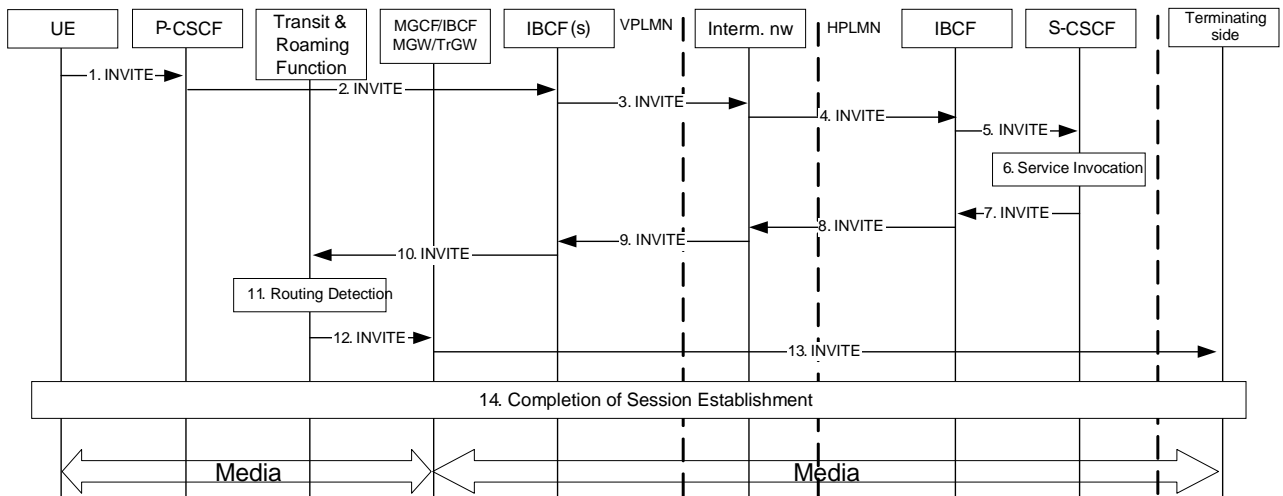 UE
P-CSCF
Transit &
Roaming
Function
MGCF/IBCF
MGW/TrGW
IBCF(s)
VPLMN
Interm. nw
HPLMN
IBCF
S-CSCF
Terminating
side
1. INVITE
2. INVITE
3. INVITE
4. INVITE
5. INVITE
6. Service Invocation
7. INVITE
8. INVITE
9. INVITE
10. INVITE
11. Routing Detection
12. INVITE
13. INVITE
14. Completion of Session Establishment
Media
Media